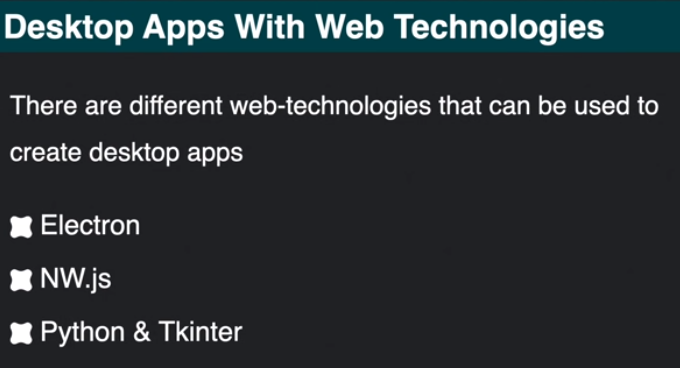 Desktop Apps With Web Technologies
There are different web-technologies that can be used to
create desktop apps
Electron
NW.js
Python & Tkinter